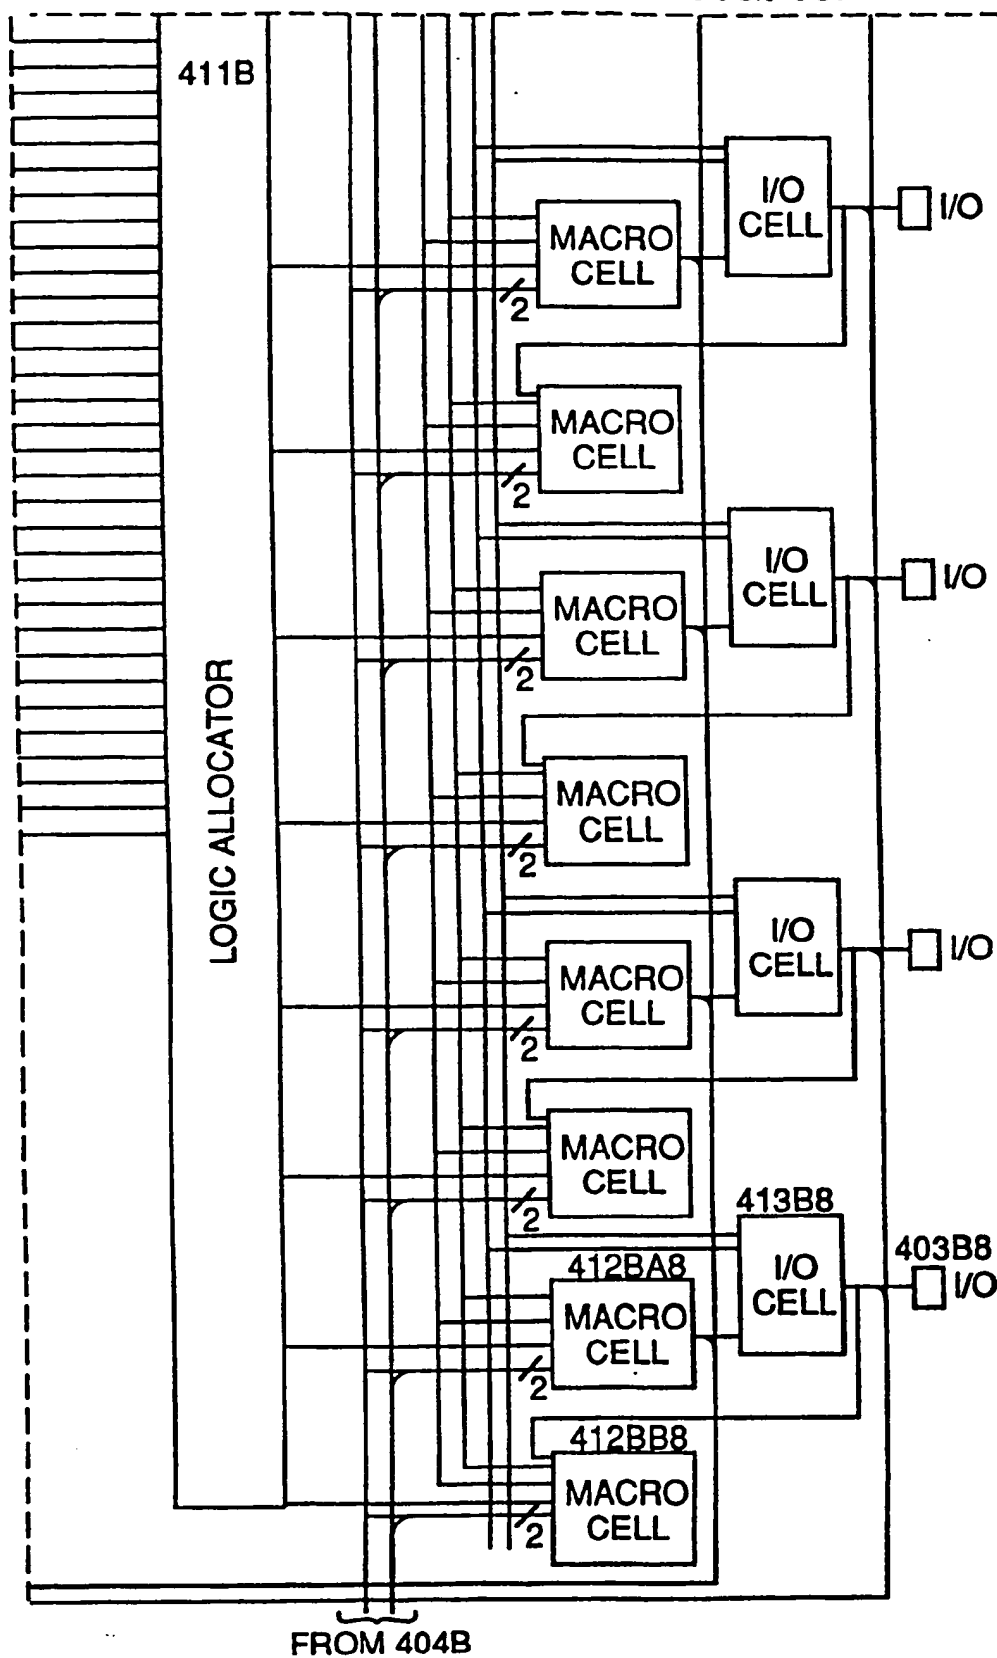 411B
I/O
CELL
I/O
MACRO
CELL
2
MACRO
CELL
2
I/O
CELL
I/O
MACRO
CELL
2
LOGIC ALLOCATOR
MACRO
CELL
2
I/O
CELL
I/O
MACRO
CELL
2
MACRO
CELL
2
413B8
403B8
I/O
CELL
I/O
412BA8
MACRO
CELL
2
412BB8
MACRO
CELL
2
FROM 404B